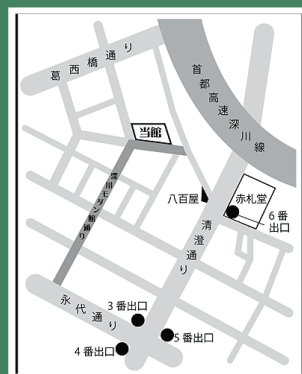 葛西橋通り
首都高速深川線
当館
深川モダン館通り
八百屋
赤札堂
6番
出口
清澄通り
永代通り
3番出口
5番出口
4番出口